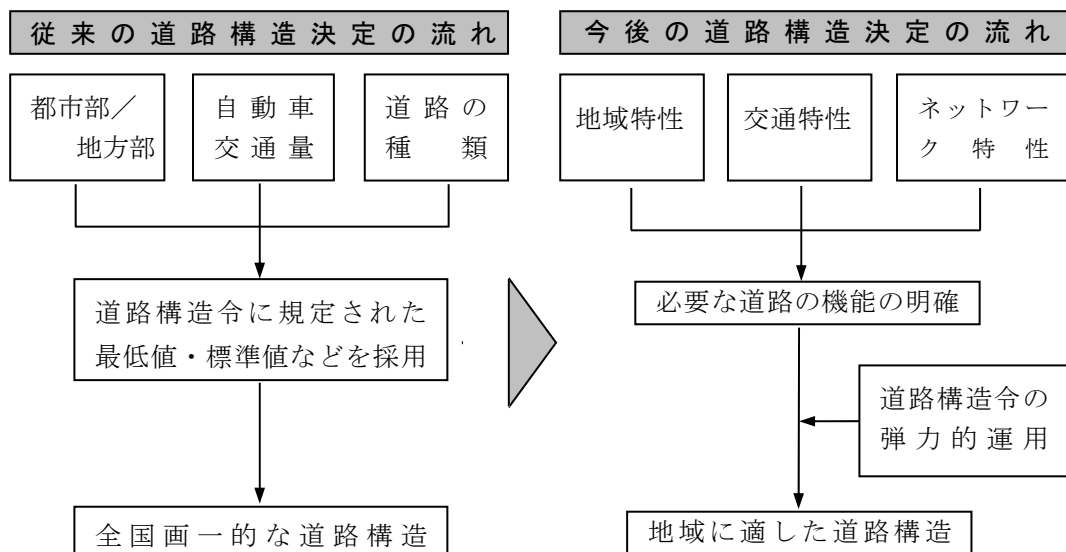 従来の道路構造決定の流れ
都市部／
地方部
自動車
交通量
道路の
種類
道路構造令に規定された
最低値・標準値などを採用
全国画一的な道路構造
今後の道路構造決定の流れ
地域特性
交通特性
ネットワー
ク特性
必要な道路の機能の明確
道路構造令の
弾力的運用
地域に適した道路構造